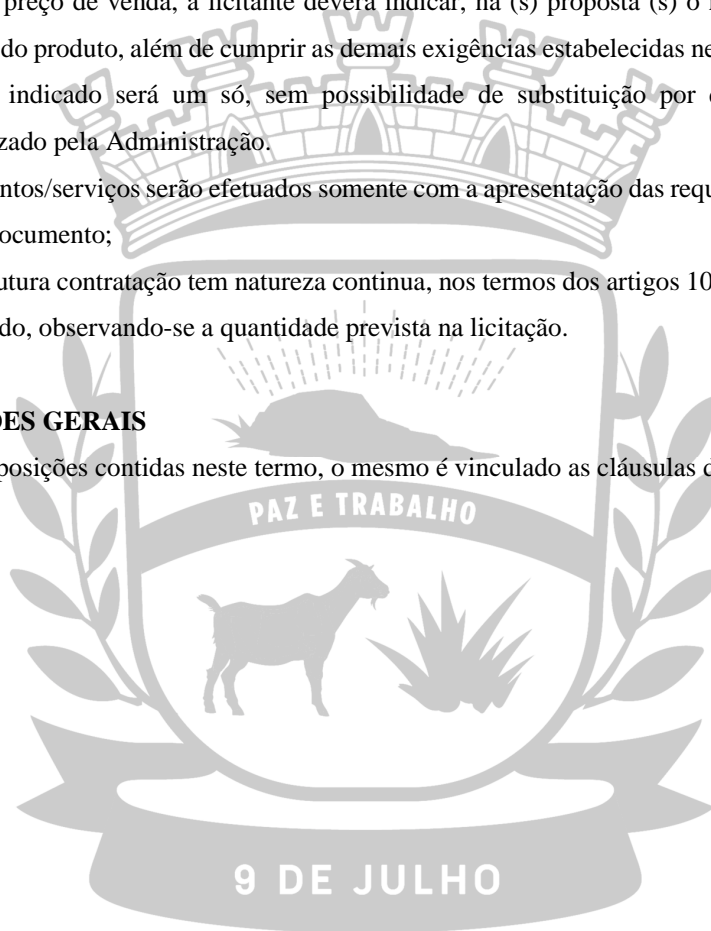 preço de venda, a licitante deverá indicar, na (s) proposta (s) o
do produto, além de cumprir as demais exigências estabelecidas
indicado será um só, sem possibilidade de substituição por
zado pela Administração.
ntos/serviços serão efetuados somente com a apresentação das requ
ocumento;
utura contratação tem natureza continua, nos termos dos artigos 10
do, observando-se a quantidade prevista na licitação.
ÕES GERAIS
posições contidas neste termo, o mesmo é vinculado as cláusulas d
PAZ E TRABALHO
9 DE JULHO